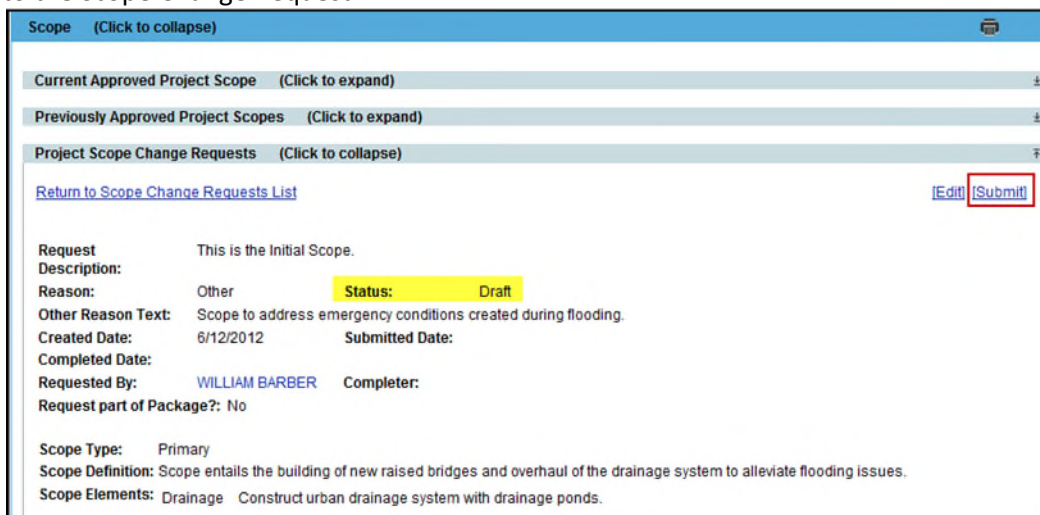 to the Scope Change Request
Scope (Click to collapse)
Current Approved Project Scope (Click to expand)
Previously Approved Project Scopes (Click to expand)
Project Scope Change Requests (Click to collapse)
Return to Scope Change Requests List [Edit] [Submit]
Request Description: This is the Initial Scope.
Reason: Other Status: Draft
Other Reason Text: Scope to address emergency conditions created during flooding.
Created Date: 6/12/2012 Submitted Date:
Completed Date:
Requested By: WILLIAM BARBER Completer:
Request part of Package?: No
Scope Type: Primary
Scope Definition: Scope entails the building of new raised bridges and overhaul of the drainage system to alleviate flooding issues.
Scope Elements: Drainage Construct urban drainage system with drainage ponds.